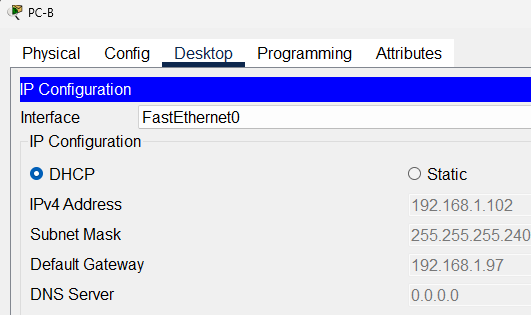 PC-B
Physical Config Desktop Programming Attributes
IP Configuration
Interface FastEthernet0
IP Configuration
DHCP Static
IPv4 Address 192.168.1.102
Subnet Mask 255.255.255.240
Default Gateway 192.168.1.97
DNS Server 0.0.0.0